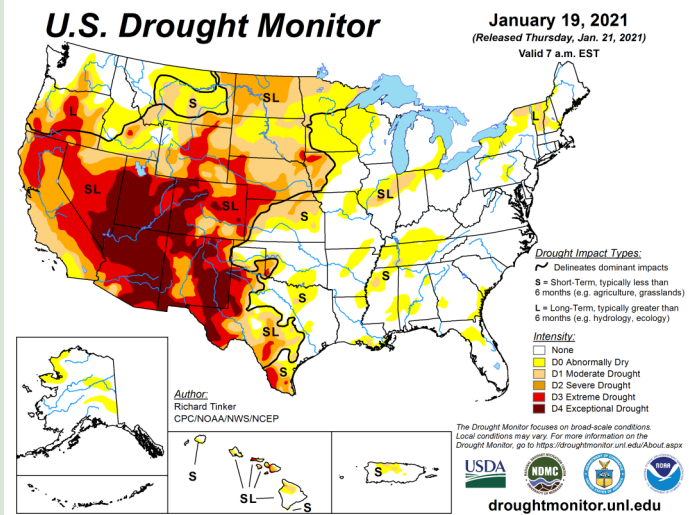 U.S. Drought Monitor
January 19, 2021
(Released Thursday, Jan. 21, 2021)
Valid 7 a.m. EST
L
S
SL
L
SL
SL
S
SL
S
S
SL
S
Drought Impact Types:
Delineates dominant impacts
S = Short-Term, typically less than
6 months (e.g. agriculture, grasslands)
L = Long-Term, typically greater than
6 months (e.g. hydrology, ecology)
Intensity:
None
D0 Abnormally Dry
D1 Moderate Drought
D2 Severe Drought
D3 Extreme Drought
D4 Exceptional Drought
Author:
Richard Tinker
CPC/NOAA/NWS/NCEP
S
SL
S
S
The Drought Monitor focuses on broad-scale conditions.
Local conditions may vary. For more information on the
Drought Monitor, go to https://droughtmonitor.unl.edu/About.aspx
USDA
NDMC
NOAA
droughtmonitor.unl.edu